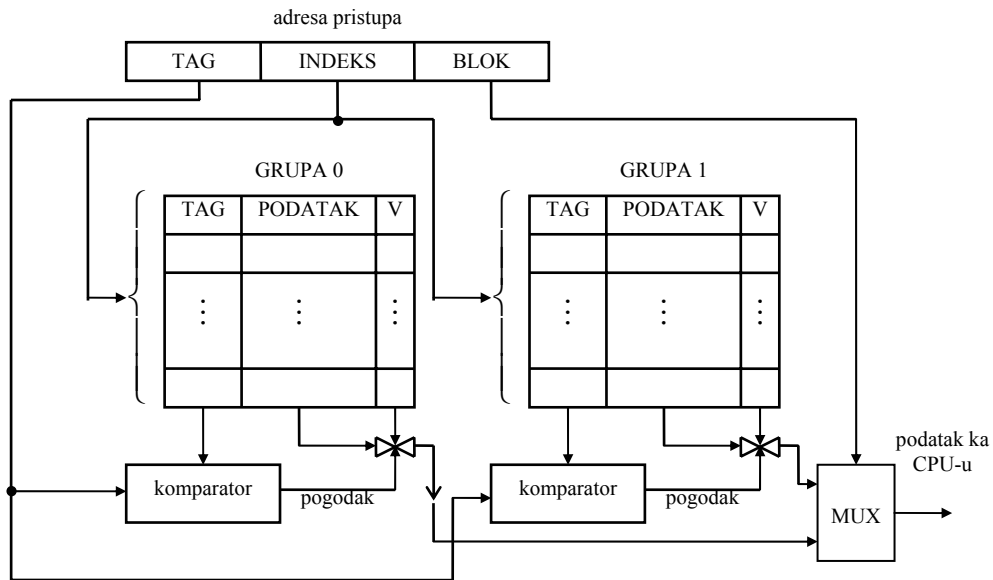 adresa pristupa
TAG INDEKS BLOK
GRUPA 0 GRUPA 1
TAG PODATAK V TAG PODATAK V
komparator pogodak komparator pogodak
podatak ka
CPU-u
MUX